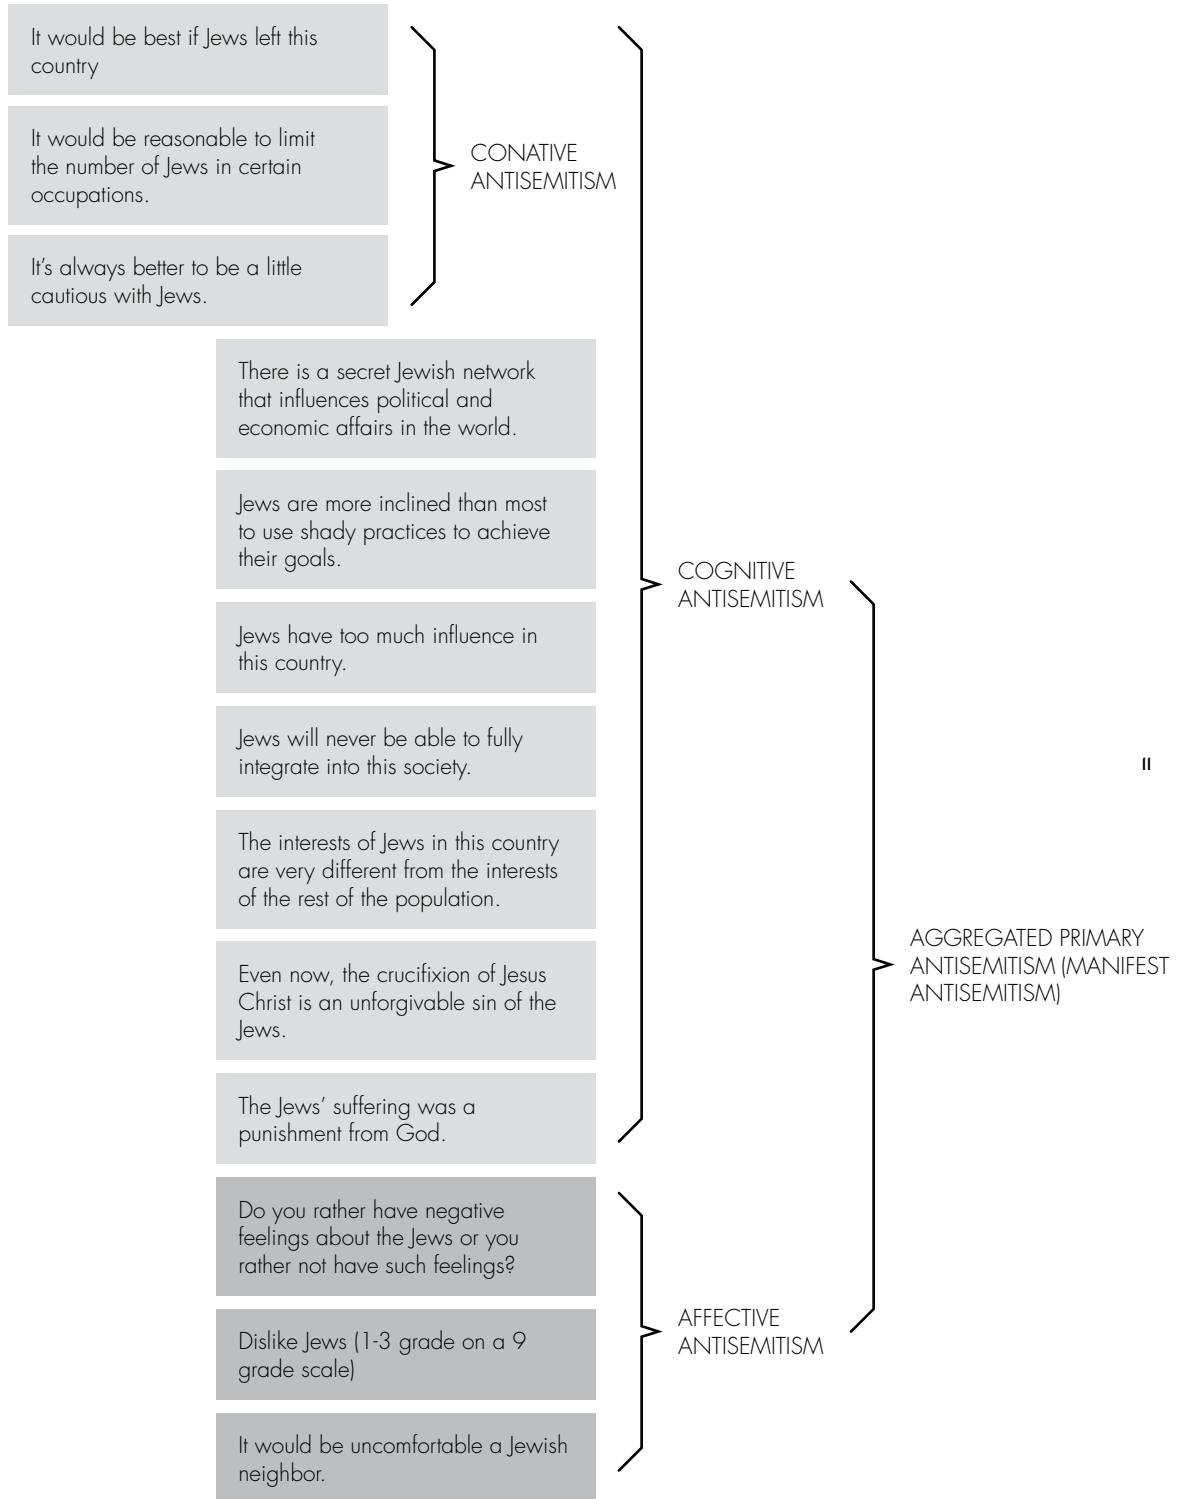 It would be best if Jews left this
country
It would be reasonable to limit
the number of Jews in certain
occupations.
It's always better to be a little
cautious with Jews.
CONATIVE
ANTISEMITISM
There is a secret Jewish network
that influences political and
economic affairs in the world.
Jews are more inclined than most
to use shady practices to achieve
their goals.
Jews have too much influence in
this country.
Jews will never be able to fully
integrate into this society.
The interests of Jews in this country
are very different from the interests
of the rest of the population.
Even now, the crucifixion of Jesus
Christ is an unforgivable sin of the
Jews.
The Jews' suffering was a
punishment from God.
COGNITIVE
ANTISEMITISM
Do you rather have negative
feelings about the Jews or you
rather not have such feelings?
Dislike Jews (1-3 grade on a 9
grade scale)
It would be uncomfortable a Jewish
neighbor.
AFFECTIVE
ANTISEMITISM
AGGREGATED PRIMARY
ANTISEMITISM (MANIFEST
ANTISEMITISM)
11